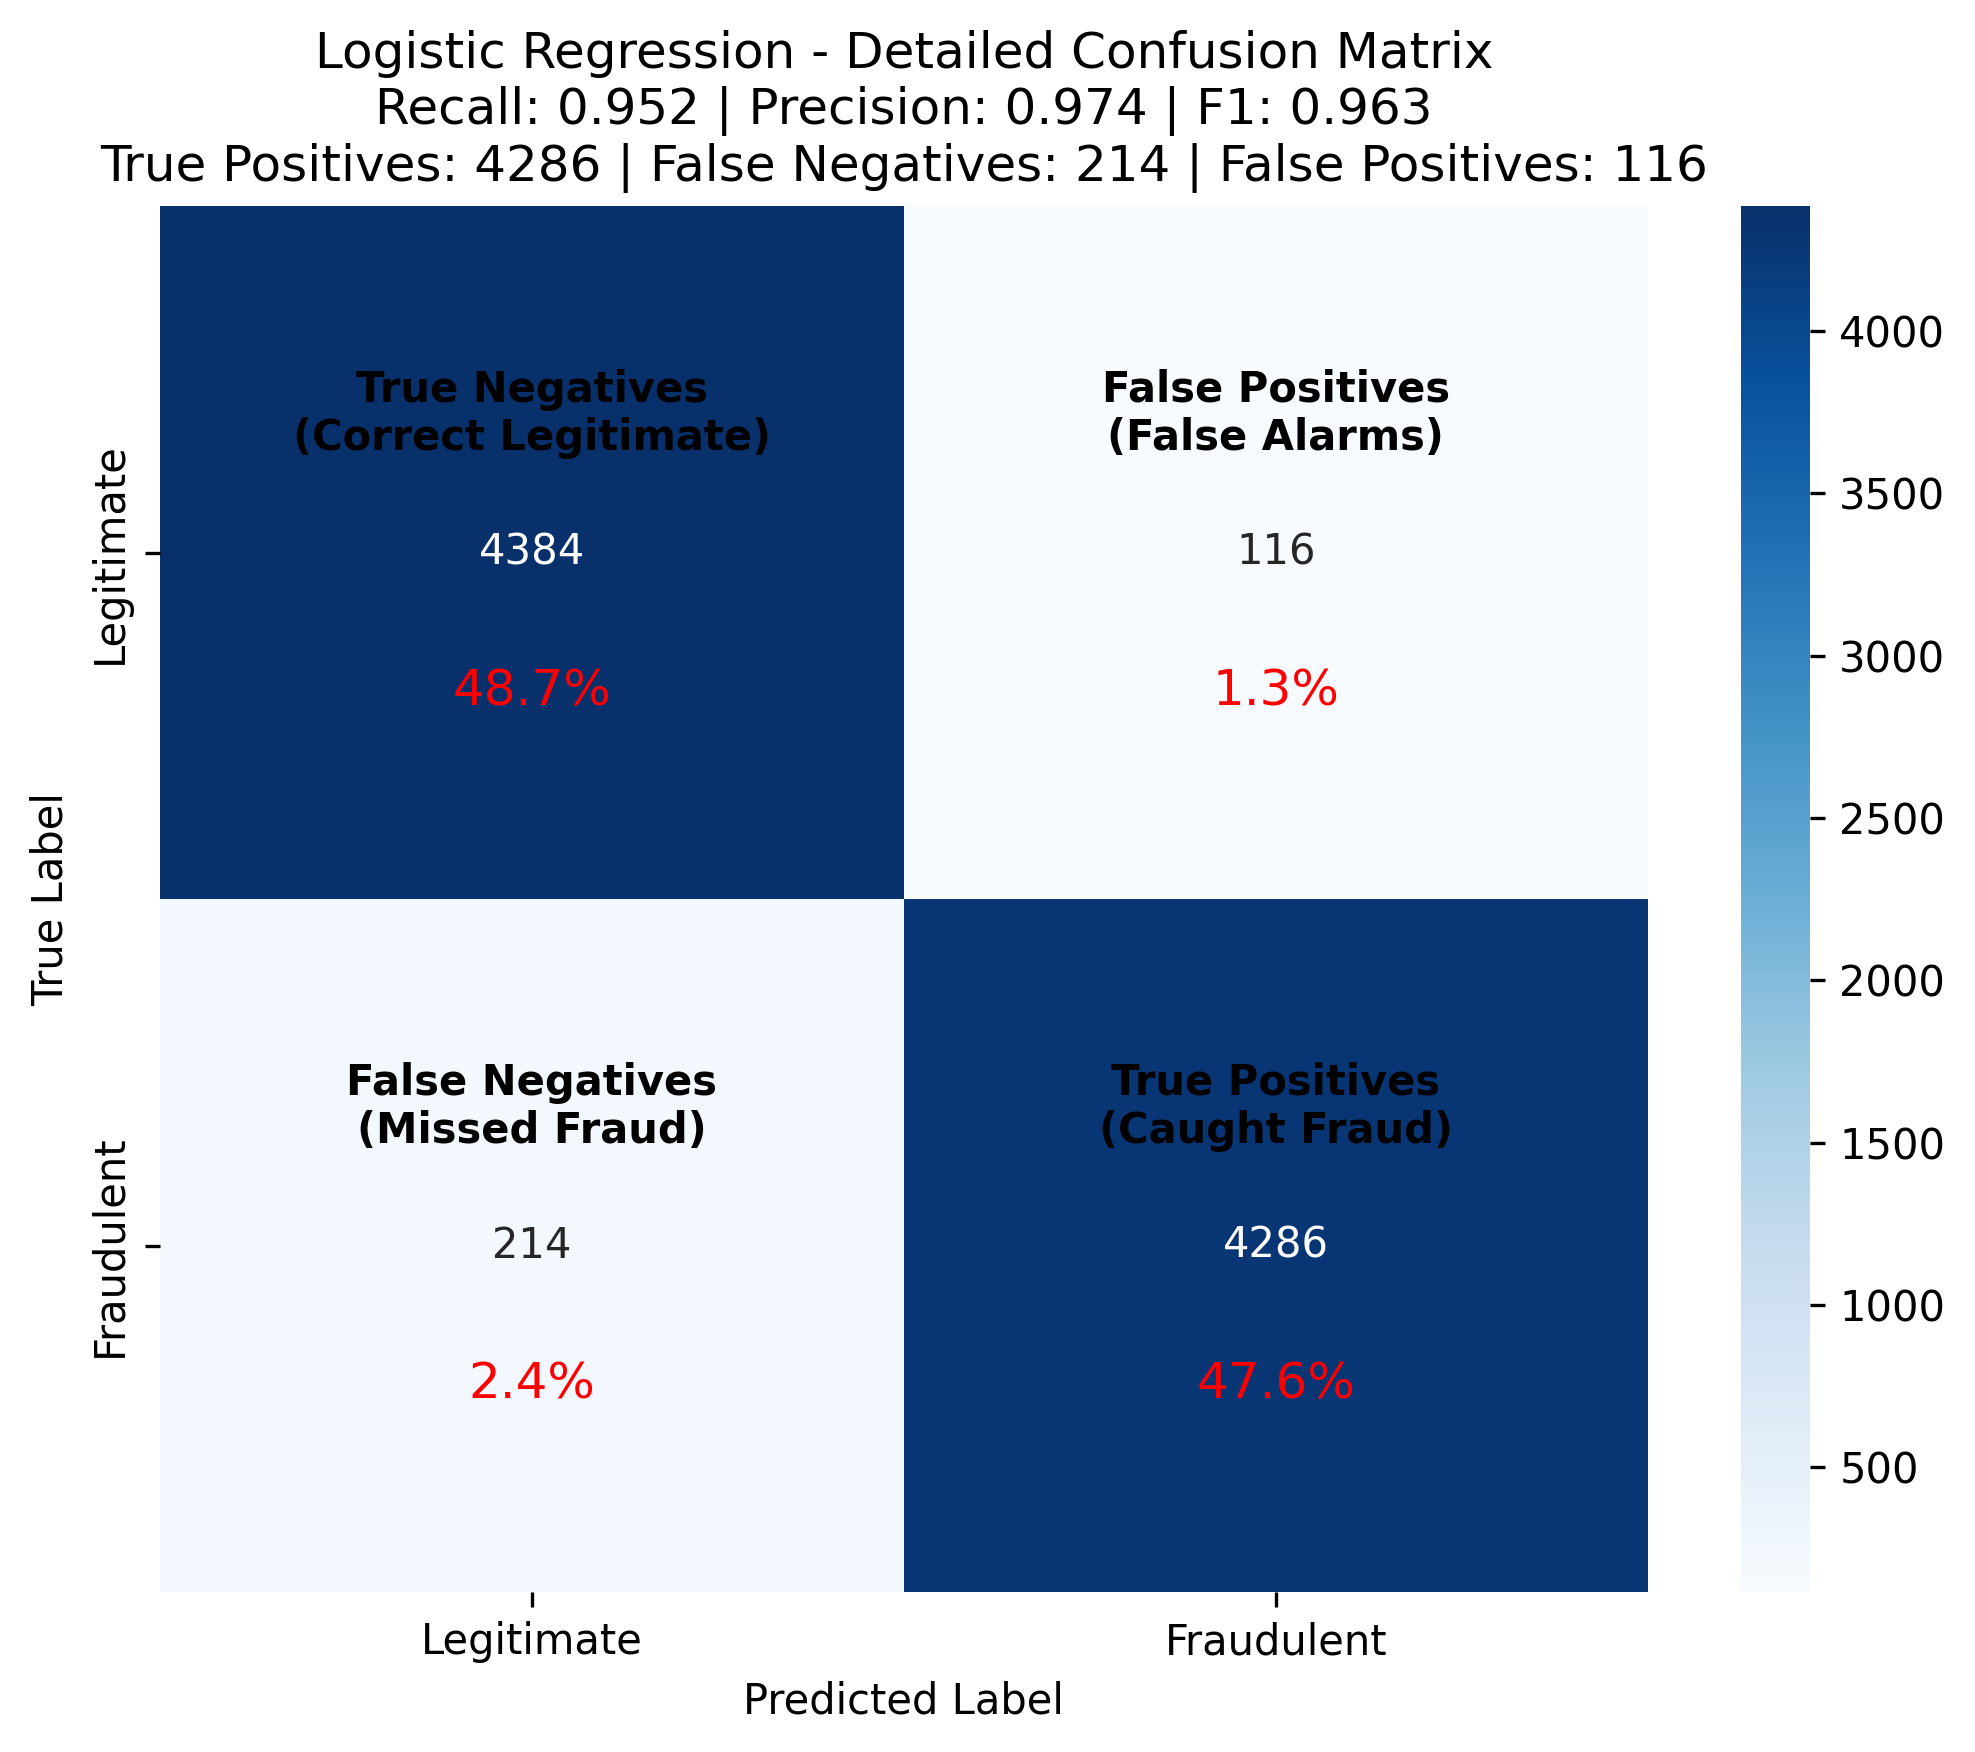 Logistic Regression - Detailed Confusion Matrix
Recall: 0.952 | Precision: 0.974 | F1: 0.963
True Positives: 4286 | False Negatives: 214 | False Positives: 116
True Label
Legitimate
True Negatives
(Correct Legitimate)
4384
48.7%
False Positives
(False Alarms)
116
1.3%
Fraudulent
False Negatives
(Missed Fraud)
214
2.4%
True Positives
(Caught Fraud)
4286
47.6%
Legitimate
Fraudulent
Predicted Label
4000
3500
3000
2500
2000
1500
1000
500